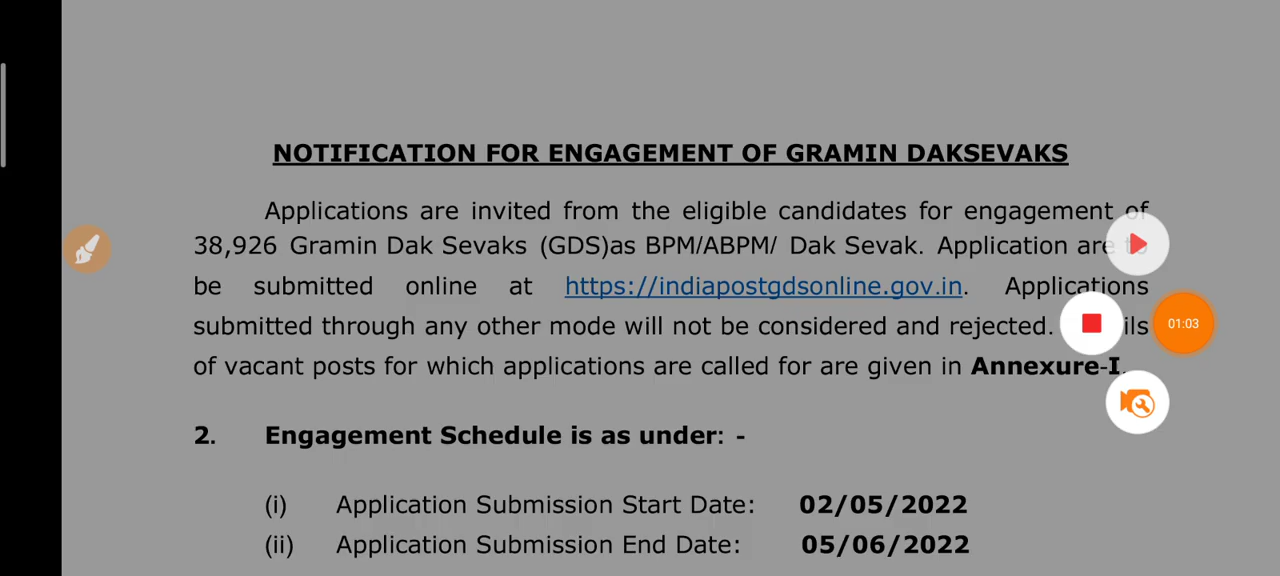 NOTIFICATION FOR ENGAGEMENT OF GRAMIN DAKSEVAKS
Applications are invited from the eligible candidates for engagement of
38,926 Gramin Dak Sevaks (GDS)as BPM/ABPM/ Dak Sevak. Application are to
be submitted online at https://indiapostgdsonline.gov.in. Applications
submitted through any other mode will not be considered and rejected.
01:03
of vacant posts for which applications are called for are given in Annexure-I.
2. Engagement Schedule is as under: -
(i) Application Submission Start Date: 02/05/2022
(ii) Application Submission End Date: 05/06/2022